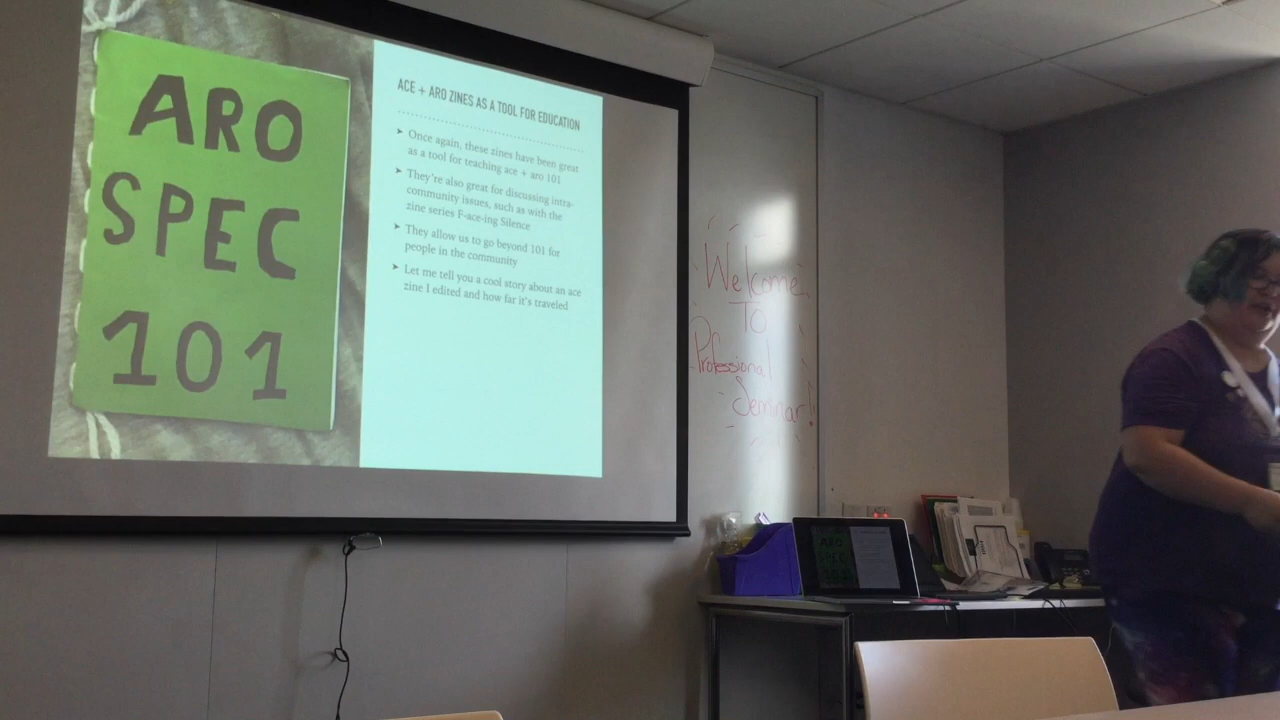 ARO
SPEC
101
ACE + ARO ZINES AS A TOOL FOR EDUCATION
➤ Once again, these zines have been great
as a tool for teaching ace + aro 101
➤ They're also great for discussing intra-
community issues, such as with the
zine series F-ace-ing Silence
➤ They allow us to go beyond 101 for
people in the community
➤ Let me tell you a cool story about an ace
zine I edited and how far it's traveled
Welcome
To
Professional
Seminar!
ARO
SPEC
101